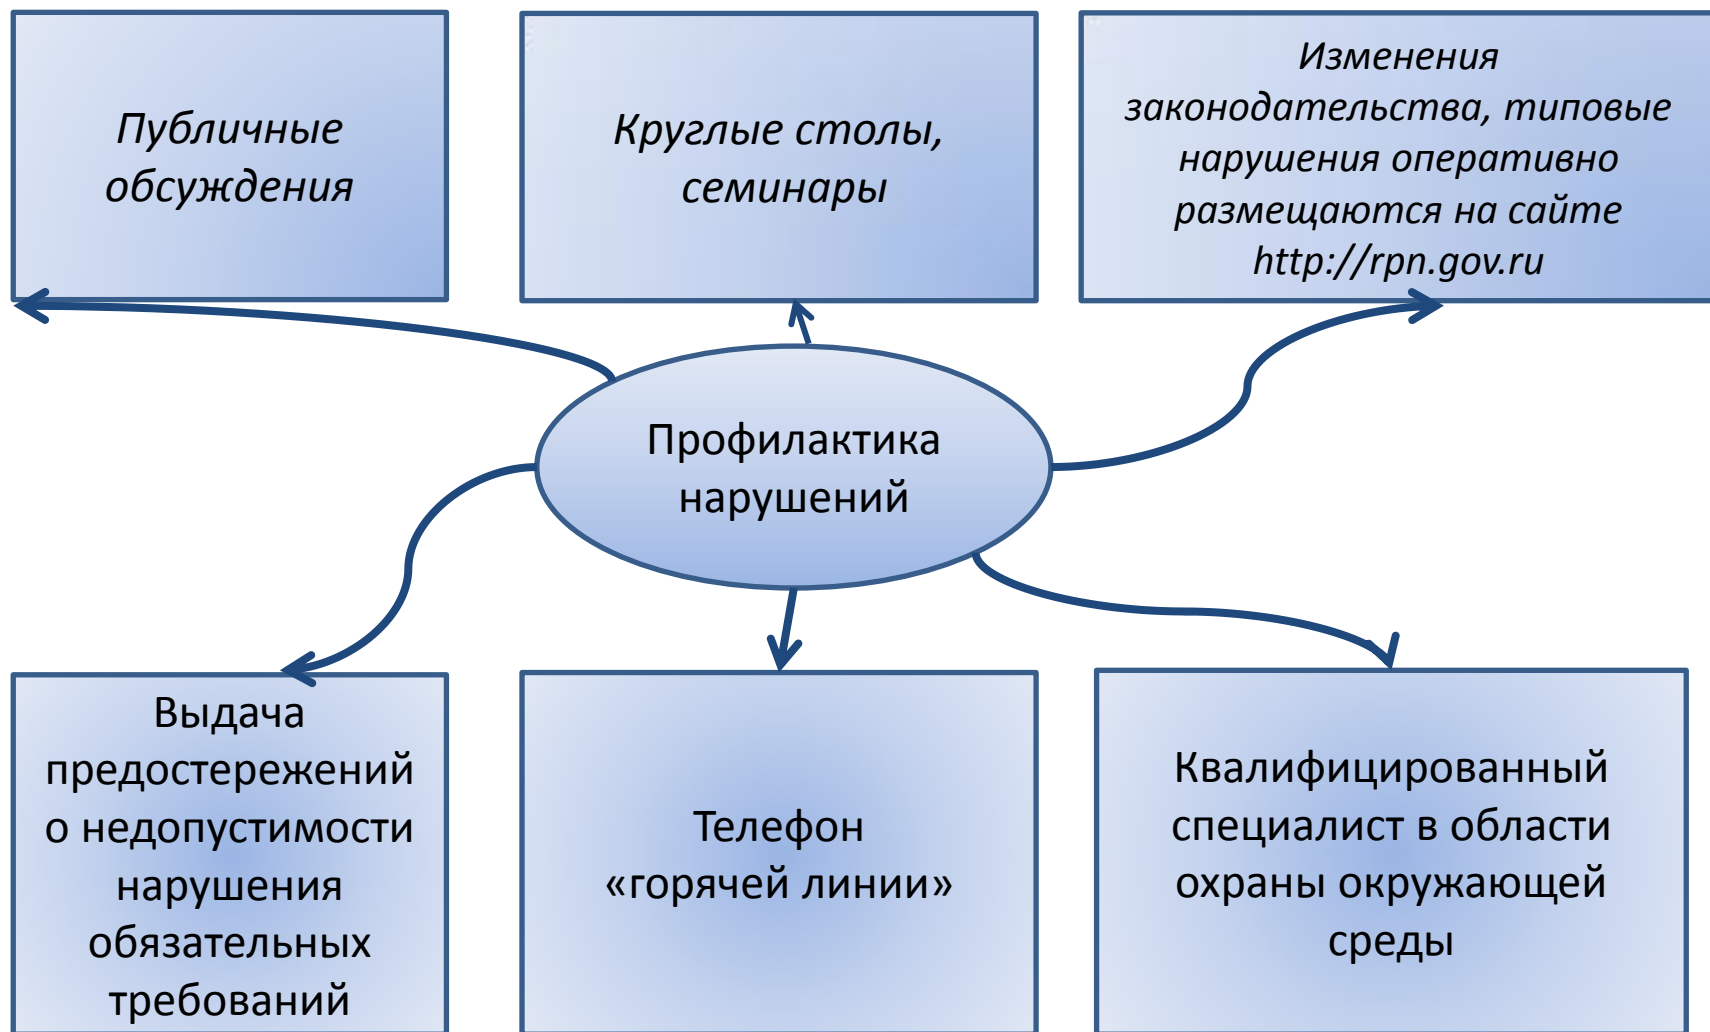 Публичные
обсуждения
Круглые столы,
семинары
Изменения
законодательства, типовые
нарушения оперативно
размещаются на сайте
http://rpn.gov.ru
Профилактика
нарушений
Выдача
предостережений
о недопустимости
нарушения
обязательных
требований
Телефон
«горячей линии»
Квалифицированный
специалист в области
охраны окружающей
среды